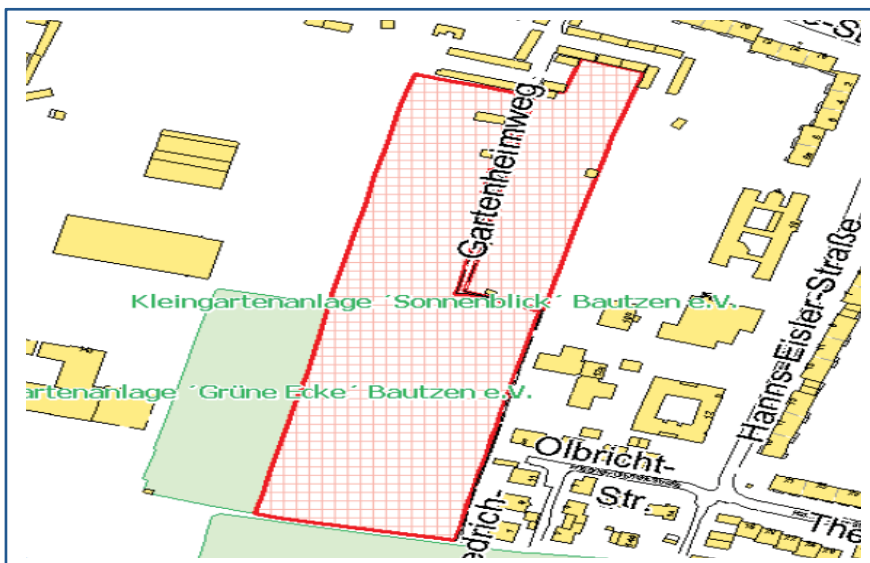 Gartenheimweg
Kleingartenanlage ´Sonnenblick´ Bautzen e.V.
artenanlage ´Grüne Ecke´ Bautzen e.V.
Hanns-Eisler-Straße
Olbricht-
Str.
edrich-
The